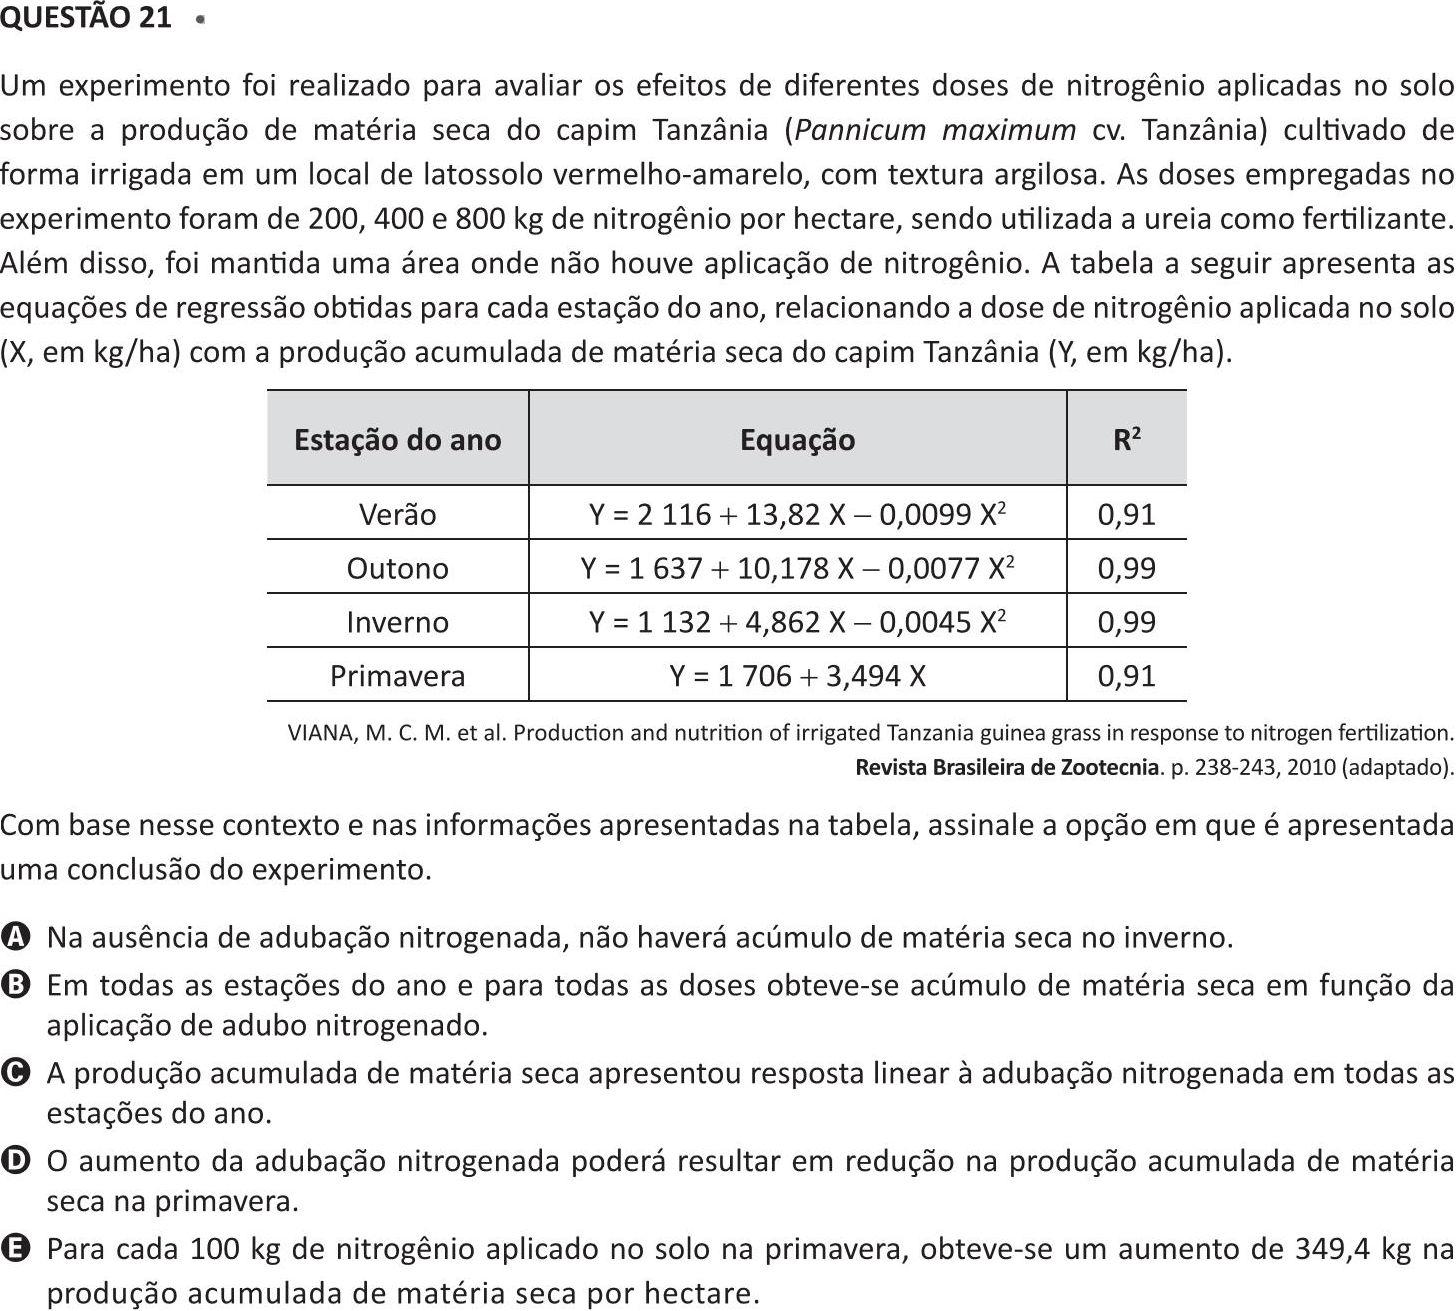 QUESTÃO 21
Um experimento foi realizado para avaliar os efeitos de diferentes doses de nitrogênio aplicadas no solo
sobre a produção de matéria seca do capim Tanzânia (Pannicum maximum cv. Tanzânia) cultivado de
forma irrigada em um local de latossolo vermelho-amarelo, com textura argilosa. As doses empregadas no
experimento foram de 200, 400 e 800 kg de nitrogênio por hectare, sendo utilizada a ureia como fertilizante.
Além disso, foi mantida uma área onde não houve aplicação de nitrogênio. A tabela a seguir apresenta as
equações de regressão obtidas para cada estação do ano, relacionando a dose de nitrogênio aplicada no solo
(X, em kg/ha) com a produção acumulada de matéria seca do capim Tanzânia (Y, em kg/ha).
Estação do ano Equação R²
Verão Y = 2 116 + 13,82 X – 0,0099 X² 0,91
Outono Y = 1 637 + 10,178 X – 0,0077 X² 0,99
Inverno Y = 1 132 + 4,862 X – 0,0045 X² 0,99
Primavera Y = 1 706 + 3,494 X 0,91
VIANA, M. C. M. et al. Production and nutrition of irrigated Tanzania guinea grass in response to nitrogen fertilization.
Revista Brasileira de Zootecnia. p. 238-243, 2010 (adaptado).
Com base nesse contexto e nas informações apresentadas na tabela, assinale a opção em que é apresentada
uma conclusão do experimento.
A Na ausência de adubação nitrogenada, não haverá acúmulo de matéria seca no inverno.
B Em todas as estações do ano e para todas as doses obteve-se acúmulo de matéria seca em função da
aplicação de adubo nitrogenado.
C A produção acumulada de matéria seca apresentou resposta linear à adubação nitrogenada em todas as
estações do ano.
D O aumento da adubação nitrogenada poderá resultar em redução na produção acumulada de matéria
seca na primavera.
E Para cada 100 kg de nitrogênio aplicado no solo na primavera, obteve-se um aumento de 349,4 kg na
produção acumulada de matéria seca por hectare.